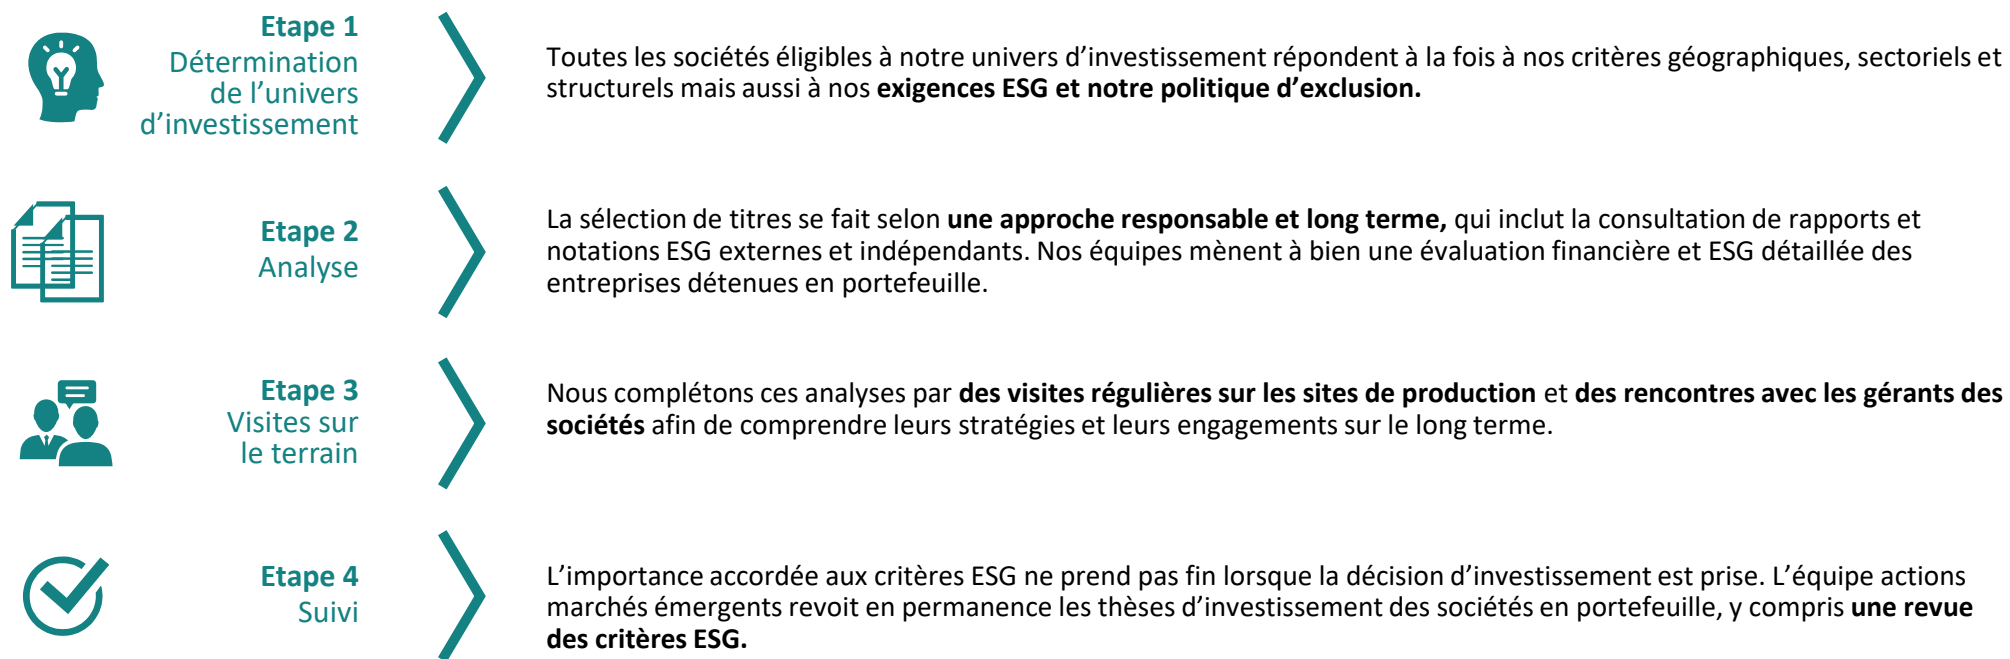 Etape 1
Détermination
de l’univers
d’investissement
Toutes les sociétés éligibles à notre univers d’investissement répondent à la fois à nos critères géographiques, sectoriels et
structurels mais aussi à nos exigences ESG et notre politique d’exclusion.
Etape 2
Analyse
La sélection de titres se fait selon une approche responsable et long terme, qui inclut la consultation de rapports et
notations ESG externes et indépendants. Nos équipes mènent à bien une évaluation financière et ESG détaillée des
entreprises détenues en portefeuille.
Etape 3
Visites sur
le terrain
Nous complétons ces analyses par des visites régulières sur les sites de production et des rencontres avec les gérants des
sociétés afin de comprendre leurs stratégies et leurs engagements sur le long terme.
Etape 4
Suivi
L’importance accordée aux critères ESG ne prend pas fin lorsque la décision d’investissement est prise. L’équipe actions
marchés émergents revoit en permanence les thèses d’investissement des sociétés en portefeuille, y compris une revue
des critères ESG.